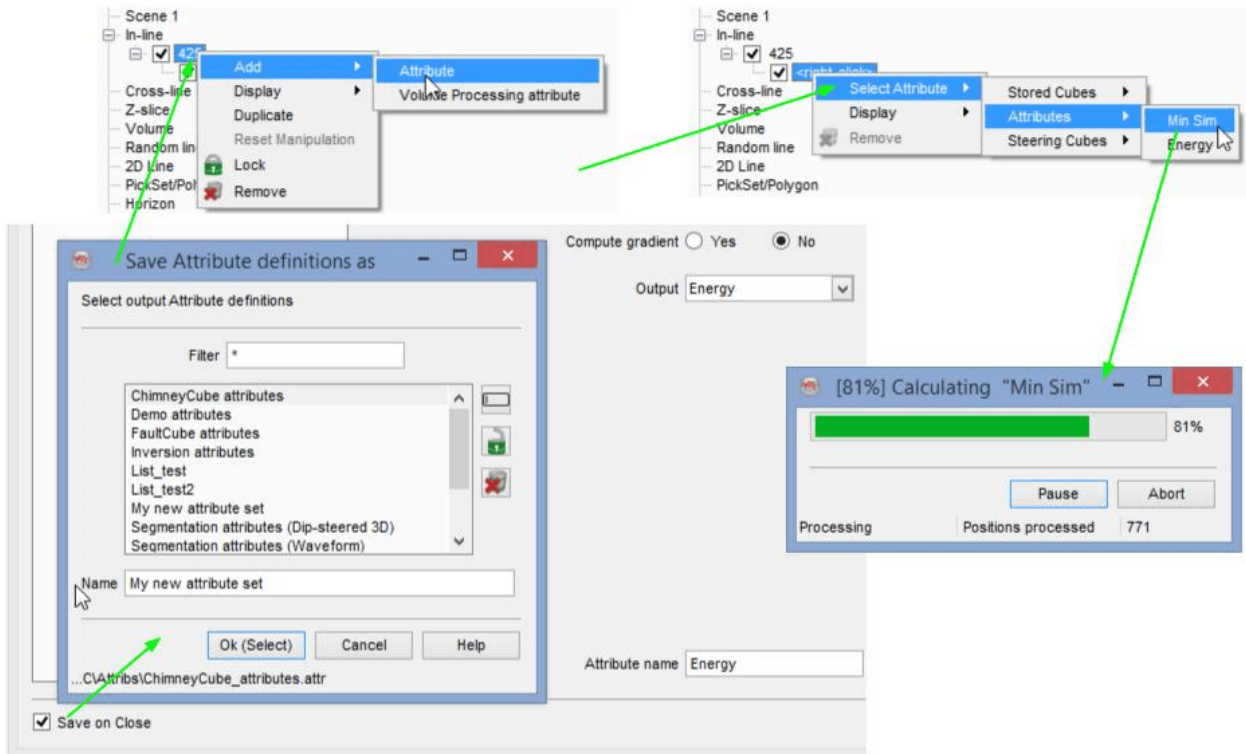 Scene 1
In-line
425
Add
Display
Duplicate
Reset Manipulation
Lock
Remove
Attribute
Volume Processing attribute
Cross-line
Z-slice
Volume
Random lin
2D Line
PickSet/Pol
Horizon
Scene 1
In-line
425
<right-click>
Select Attribute
Display
Remove
Stored Cubes
Attributes
Steering Cubes
Min Sim
Energy
Cross-line
Z-slice
Volume
Random line
2D Line
PickSet/Polygon
Save Attribute definitions as
Select output Attribute definitions
Filter *
ChimneyCube attributes
Demo attributes
FaultCube attributes
Inversion attributes
List_test
List_test2
My new attribute set
Segmentation attributes (Dip-steered 3D)
Segmentation attributes (Waveform)
Name My new attribute set
Ok (Select) Cancel Help
...C\Attribs\ChimneyCube_attributes.attr
Save on Close
Compute gradient Yes No
Output Energy
Attribute name Energy
[81%] Calculating "Min Sim"
81%
Pause Abort
Processing Positions processed 771